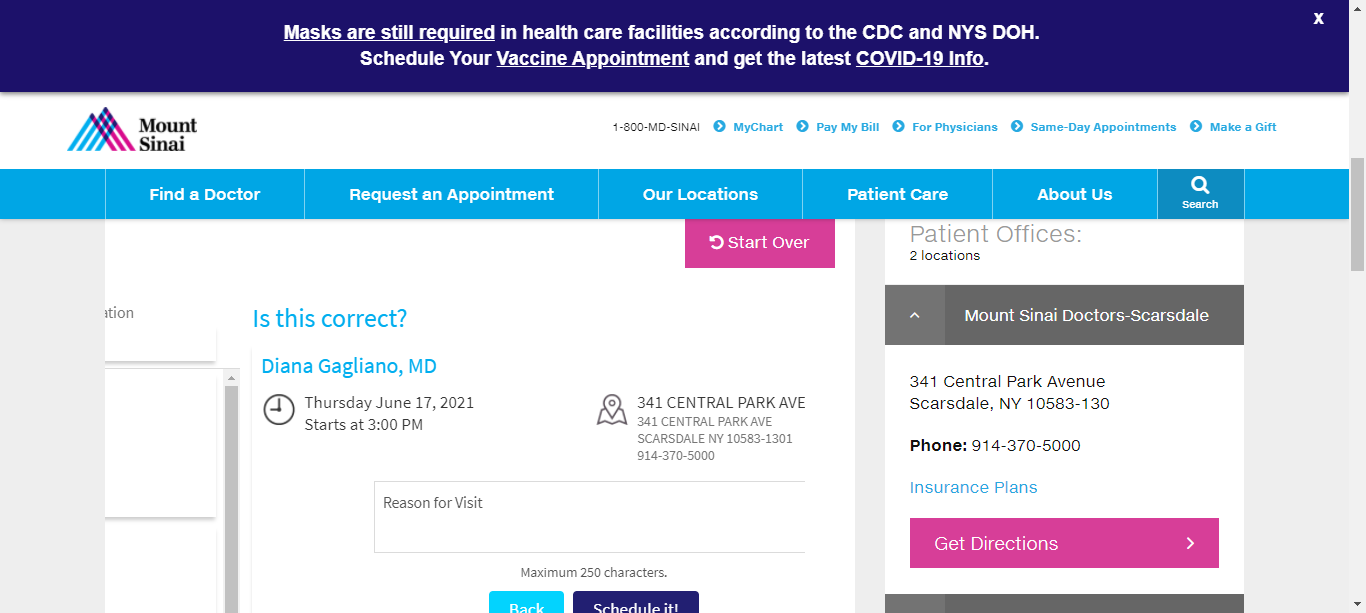 Masks are still required in health care facilities according to the CDC and NYS DOH.
X
Schedule Your Vaccine Appointment and get the latest COVID-19 Info.
Mount
Sinai
1-800-MD-SINAI MyChart Pay My Bill For Physicians Same-Day Appointments Make a Gift
Find a Doctor Request an Appointment Our Locations Patient Care About Us Search
Start Over
Patient Offices:
2 locations
ation
Is this correct?
Diana Gagliano, MD
Thursday June 17, 2021
Starts at 3:00 PM
341 CENTRAL PARK AVE
341 CENTRAL PARK AVE
SCARSDALE NY 10583-1301
914-370-5000
Reason for Visit
Maximum 250 characters.
Back Schedule it!
Mount Sinai Doctors-Scarsdale
341 Central Park Avenue
Scarsdale, NY 10583-130
Phone: 914-370-5000
Insurance Plans
Get Directions